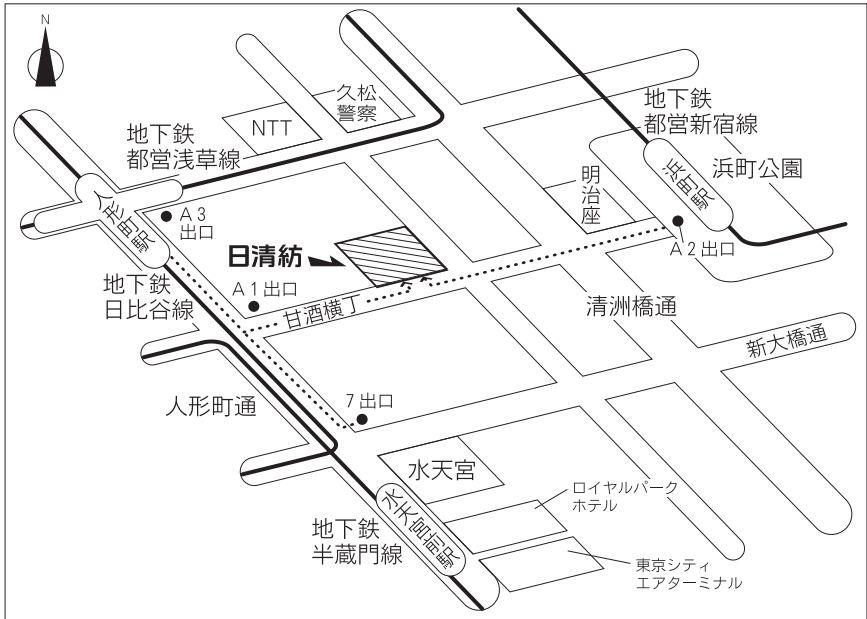 N
久松
警察
NTT
地下鉄
都営浅草線
地下鉄
都営新宿線
浜町駅
浜町公園
明治座
A3
出口
人形町駅
日清紡
A2出口
地下鉄
日比谷線
A1出口
甘酒横丁
清洲橋通
新大橋通
人形町通
7出口
水天宮
ロイヤルパーク
ホテル
水天宮前駅
地下鉄
半蔵門線
東京シティ
エアターミナル